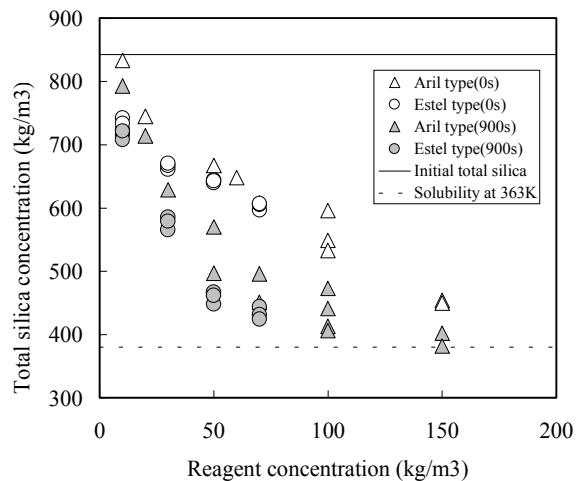 900
800
700
600
500
400
300
Total silica concentration (kg/m3)
Aril type(0s)
Estel type(0s)
Aril type(900s)
Estel type(900s)
Initial total silica
Solubility at 363K
0 50 100 150 200
Reagent concentration (kg/m3)